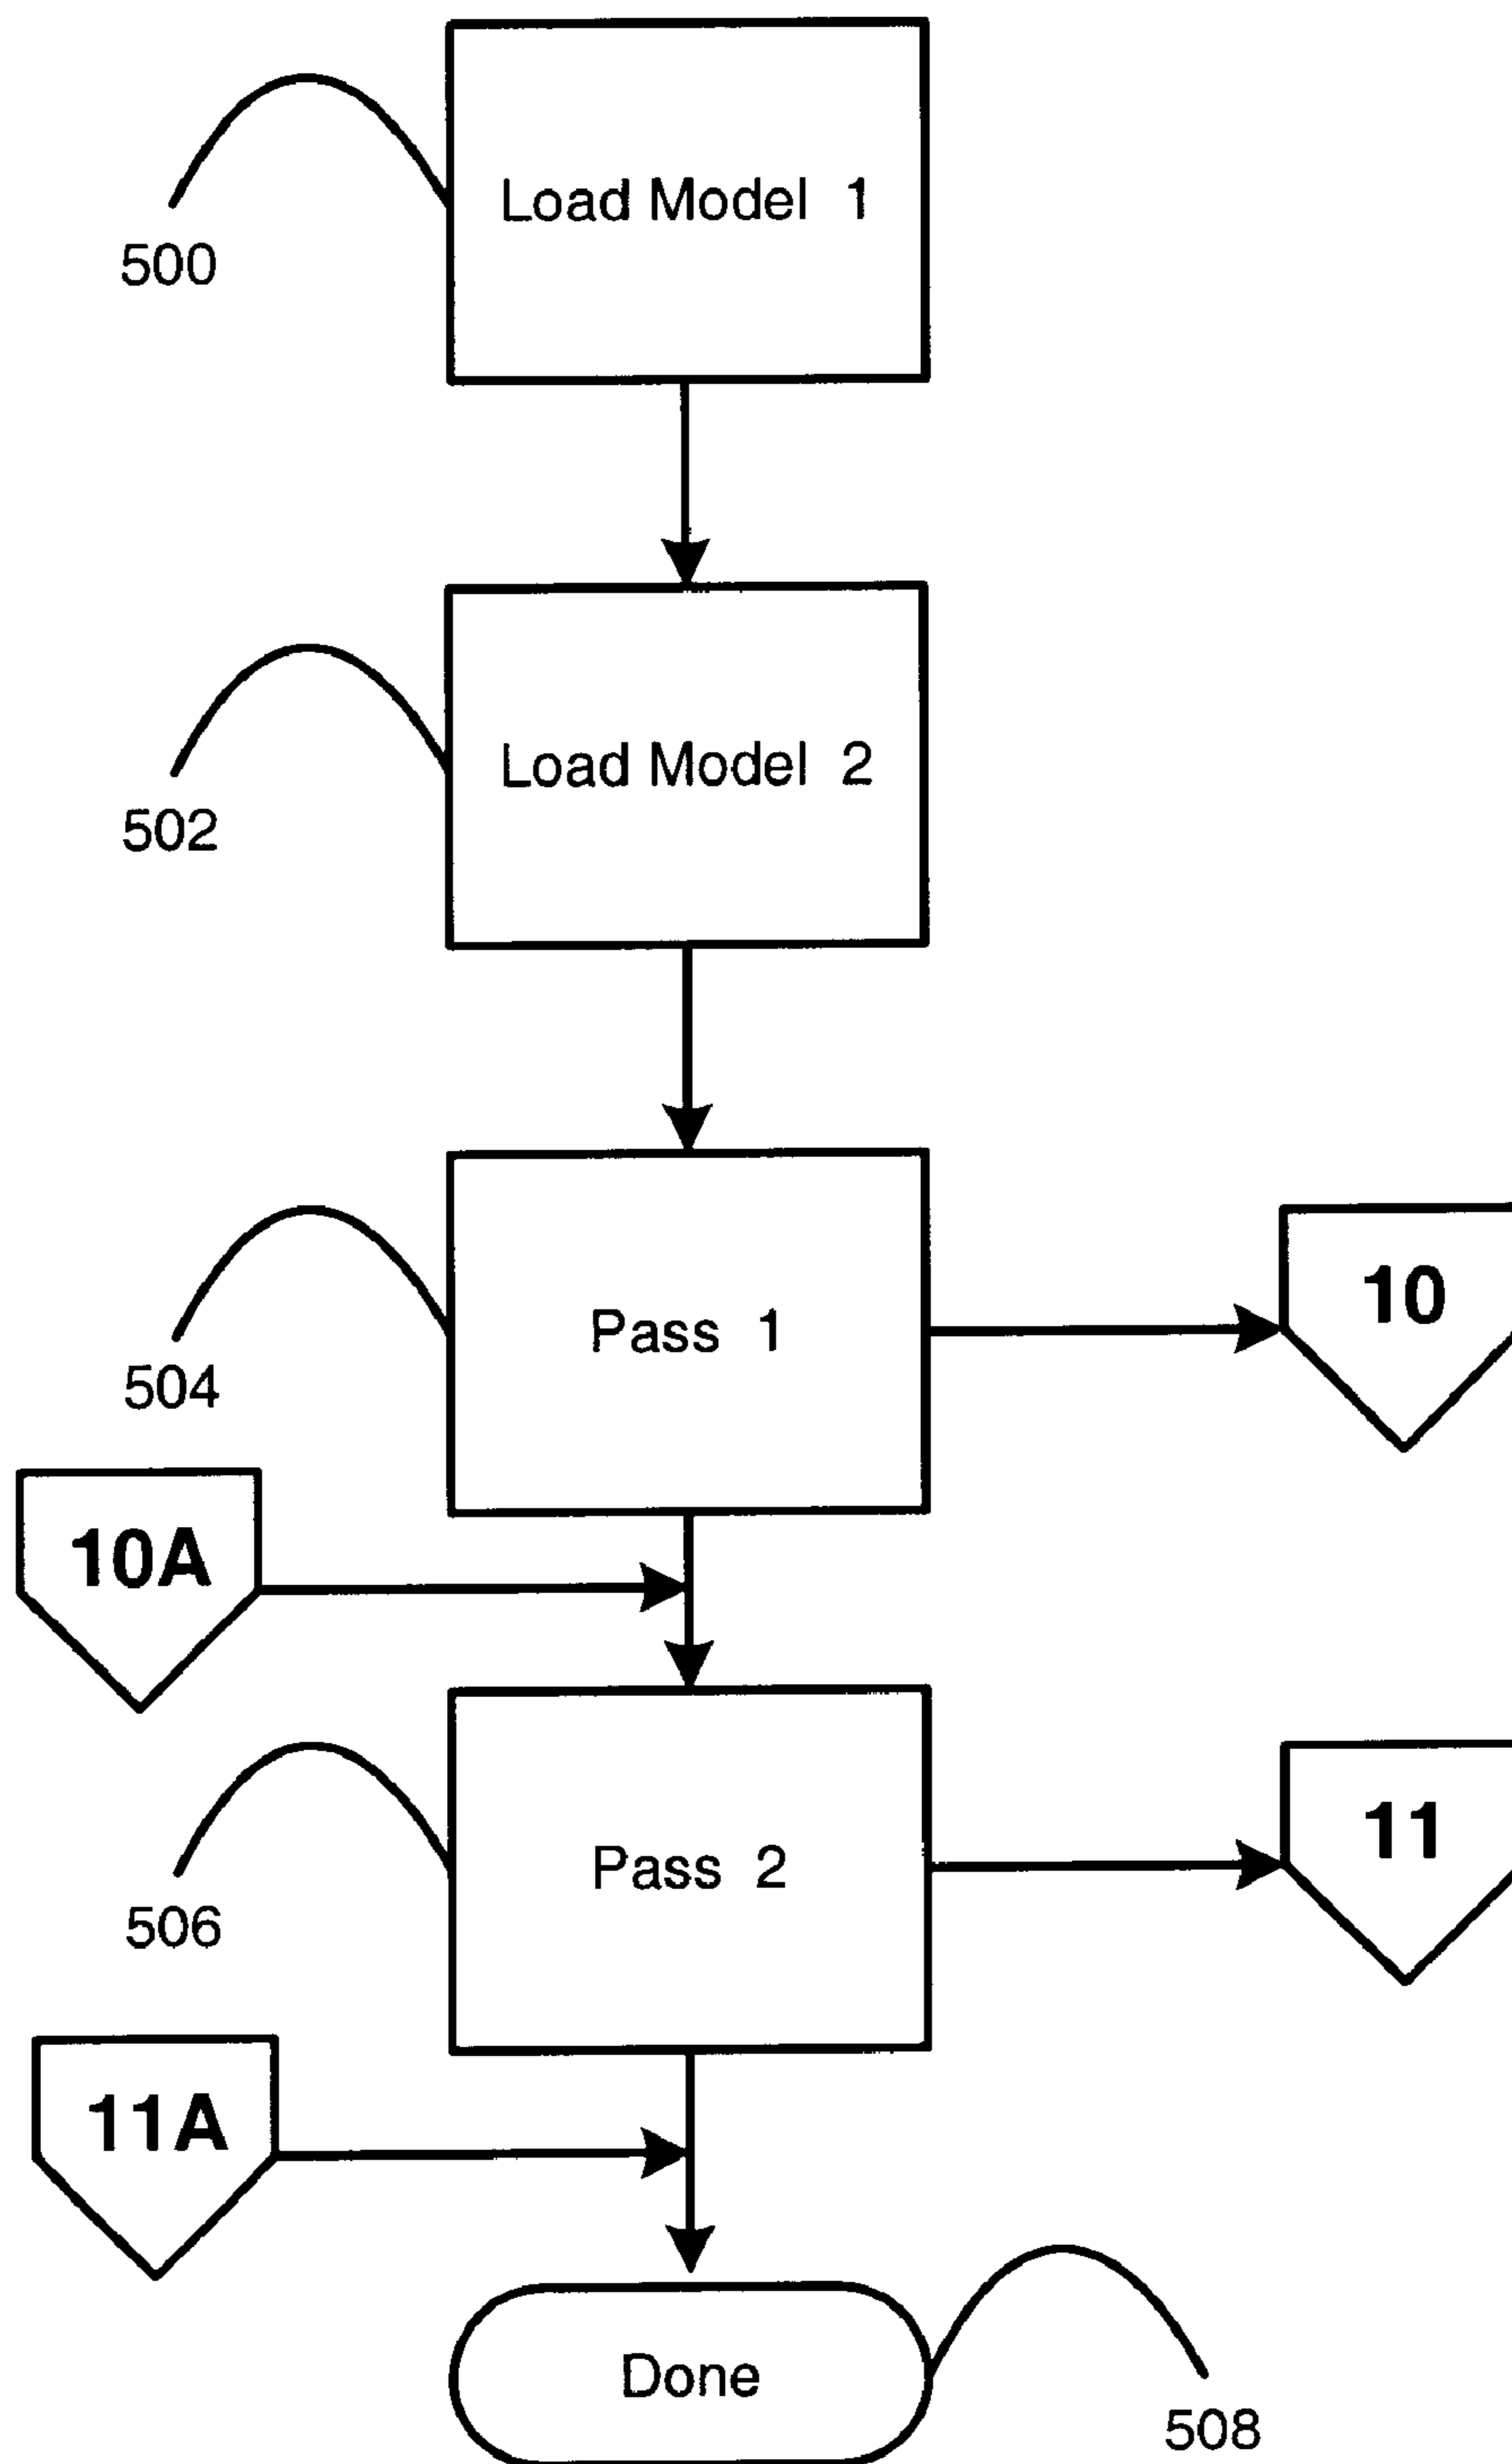 Load Model 1
500
Load Model 2
502
Pass 1
10
504
10A
Pass 2
11
506
11A
Done
508